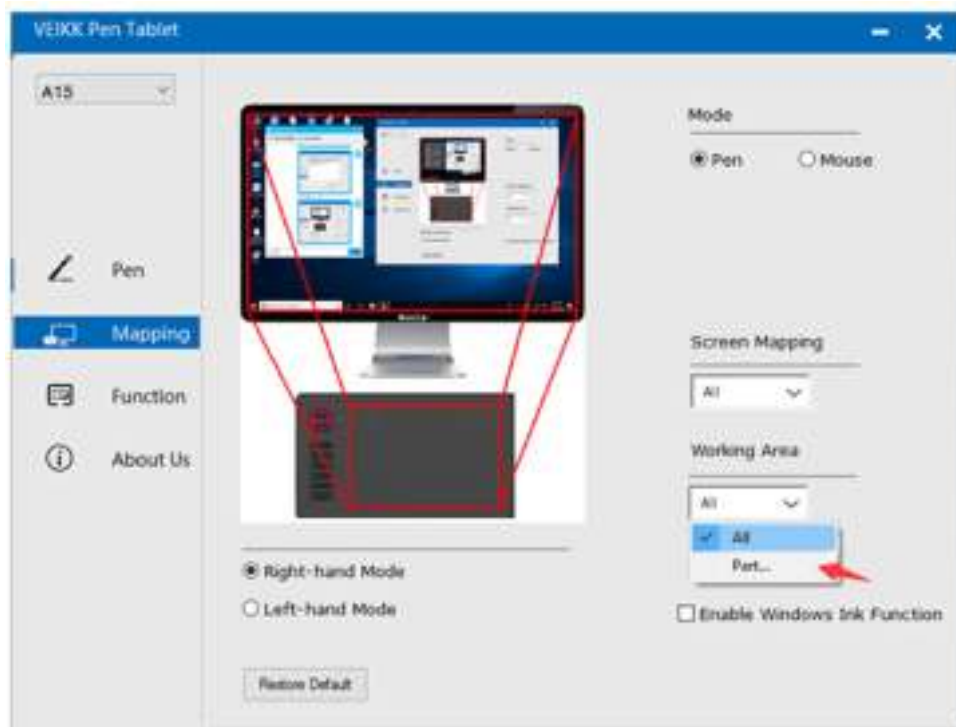 VEIKK Pen Tablet
A15
Pen
Mapping
Function
About Us
Mode
Pen
Mouse
Screen Mapping
All
Working Area
All
All
Part...
Enable Windows Ink Function
Right-hand Mode
Left-hand Mode
Restore Default